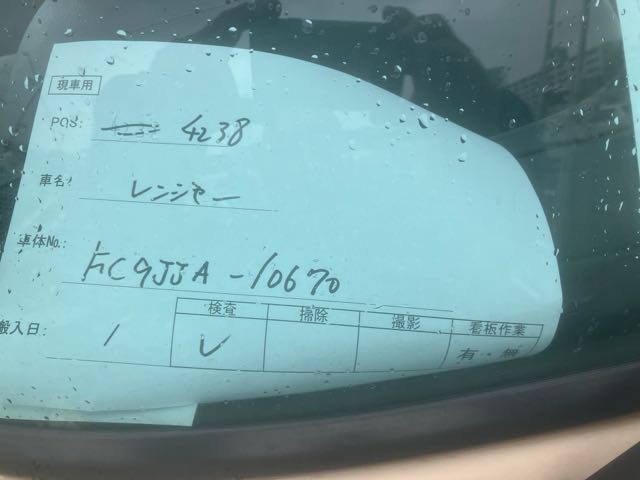 現車用
POS: 4238
車名: レンジャー
車体No.: FC9JJA-10670
搬入日: /
検査 掃除 撮影 看板作業
レ 有・無